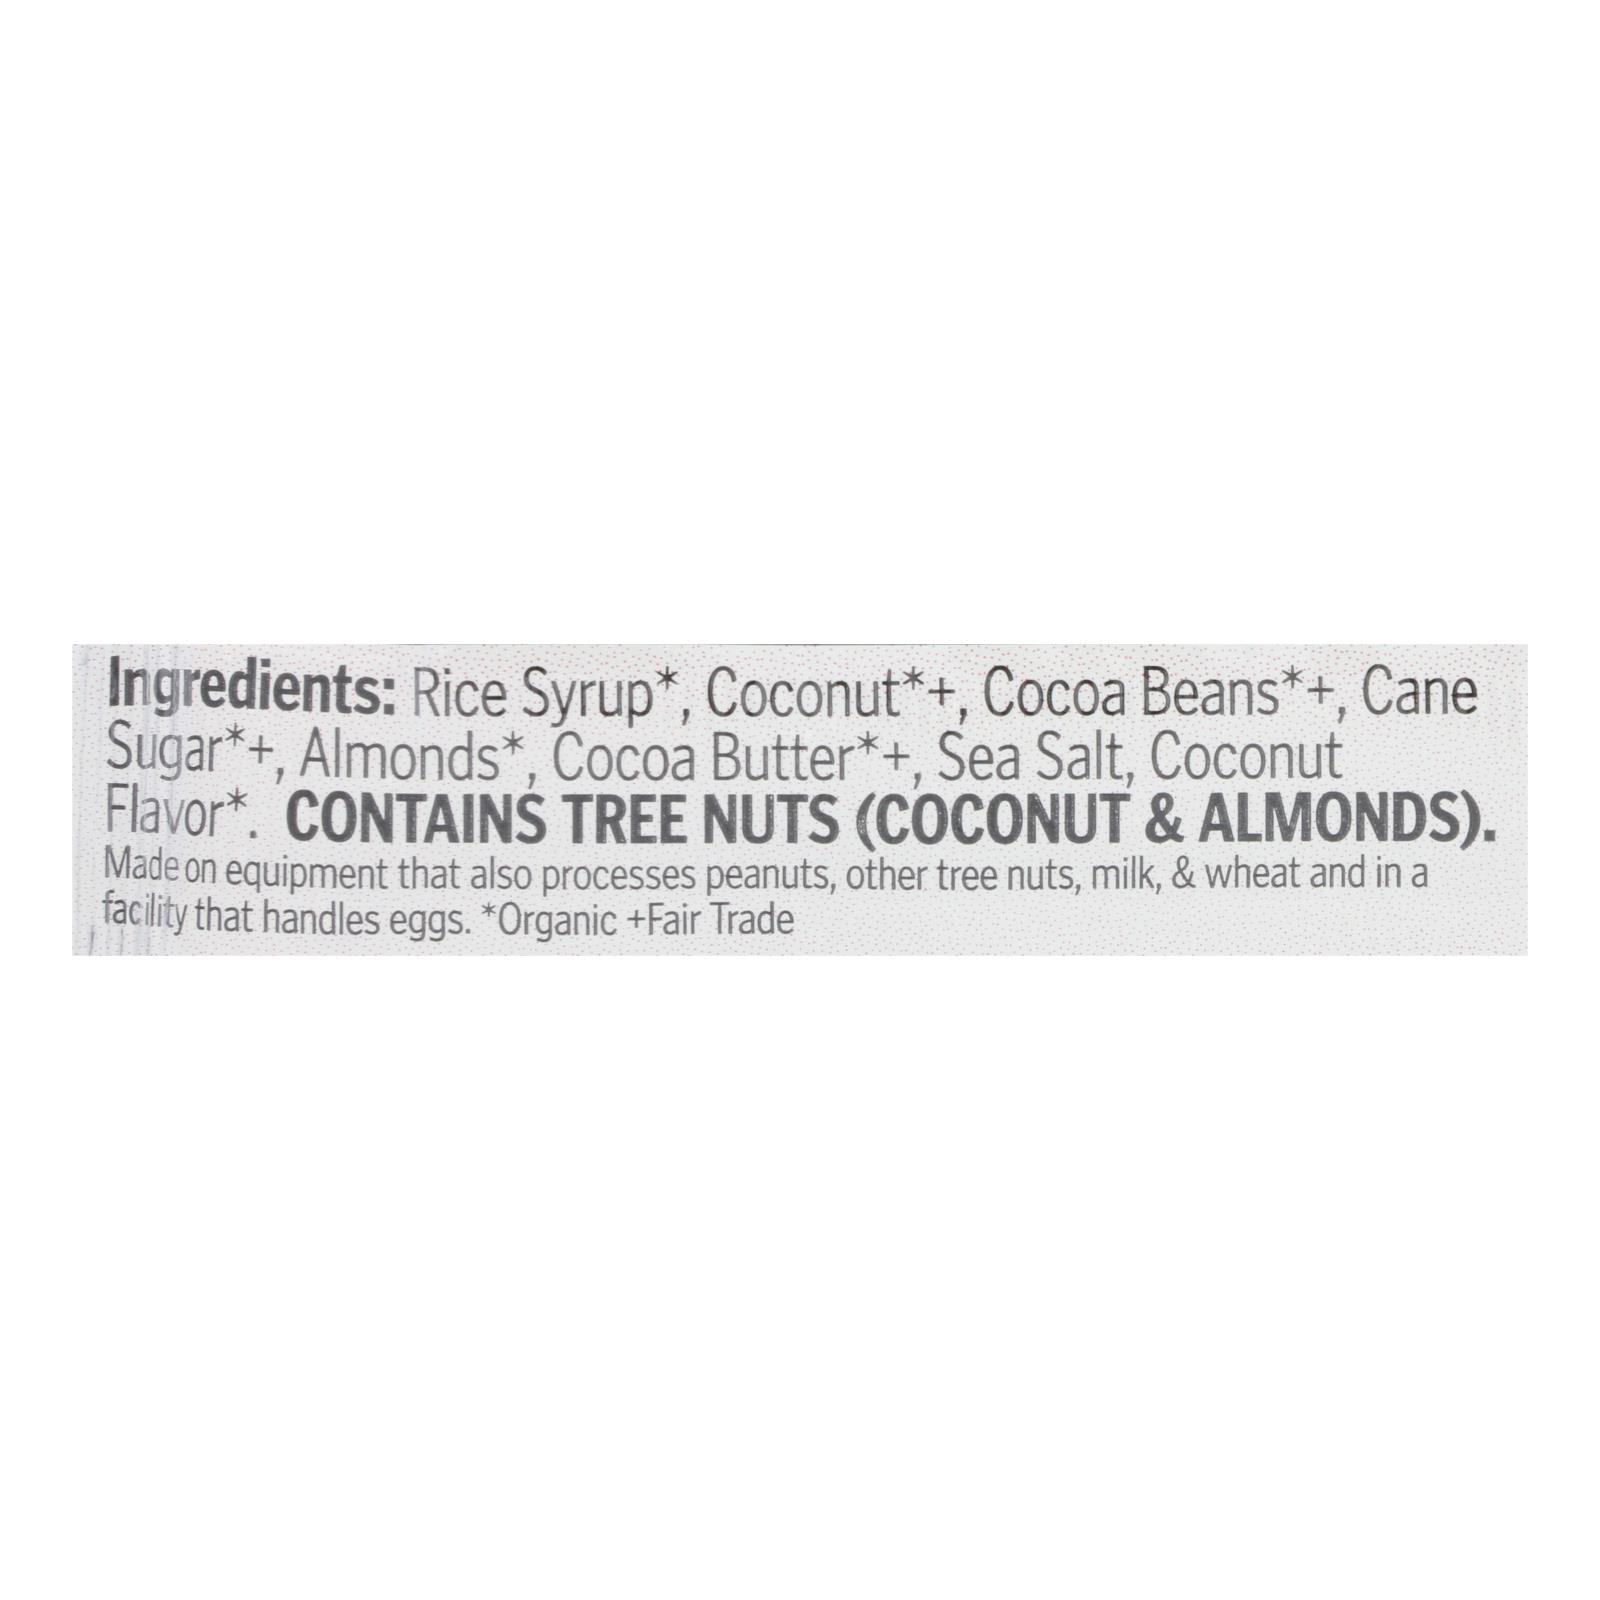 Ingredients: Rice Syrup*, Coconut*+, Cocoa Beans*+, Cane
Sugar*+, Almonds*, Cocoa Butter*+, Sea Salt, Coconut
Flavor*. CONTAINS TREE NUTS (COCONUT & ALMONDS).
Made on equipment that also processes peanuts, other tree nuts, milk, & wheat and in a
facility that handles eggs. *Organic +Fair Trade